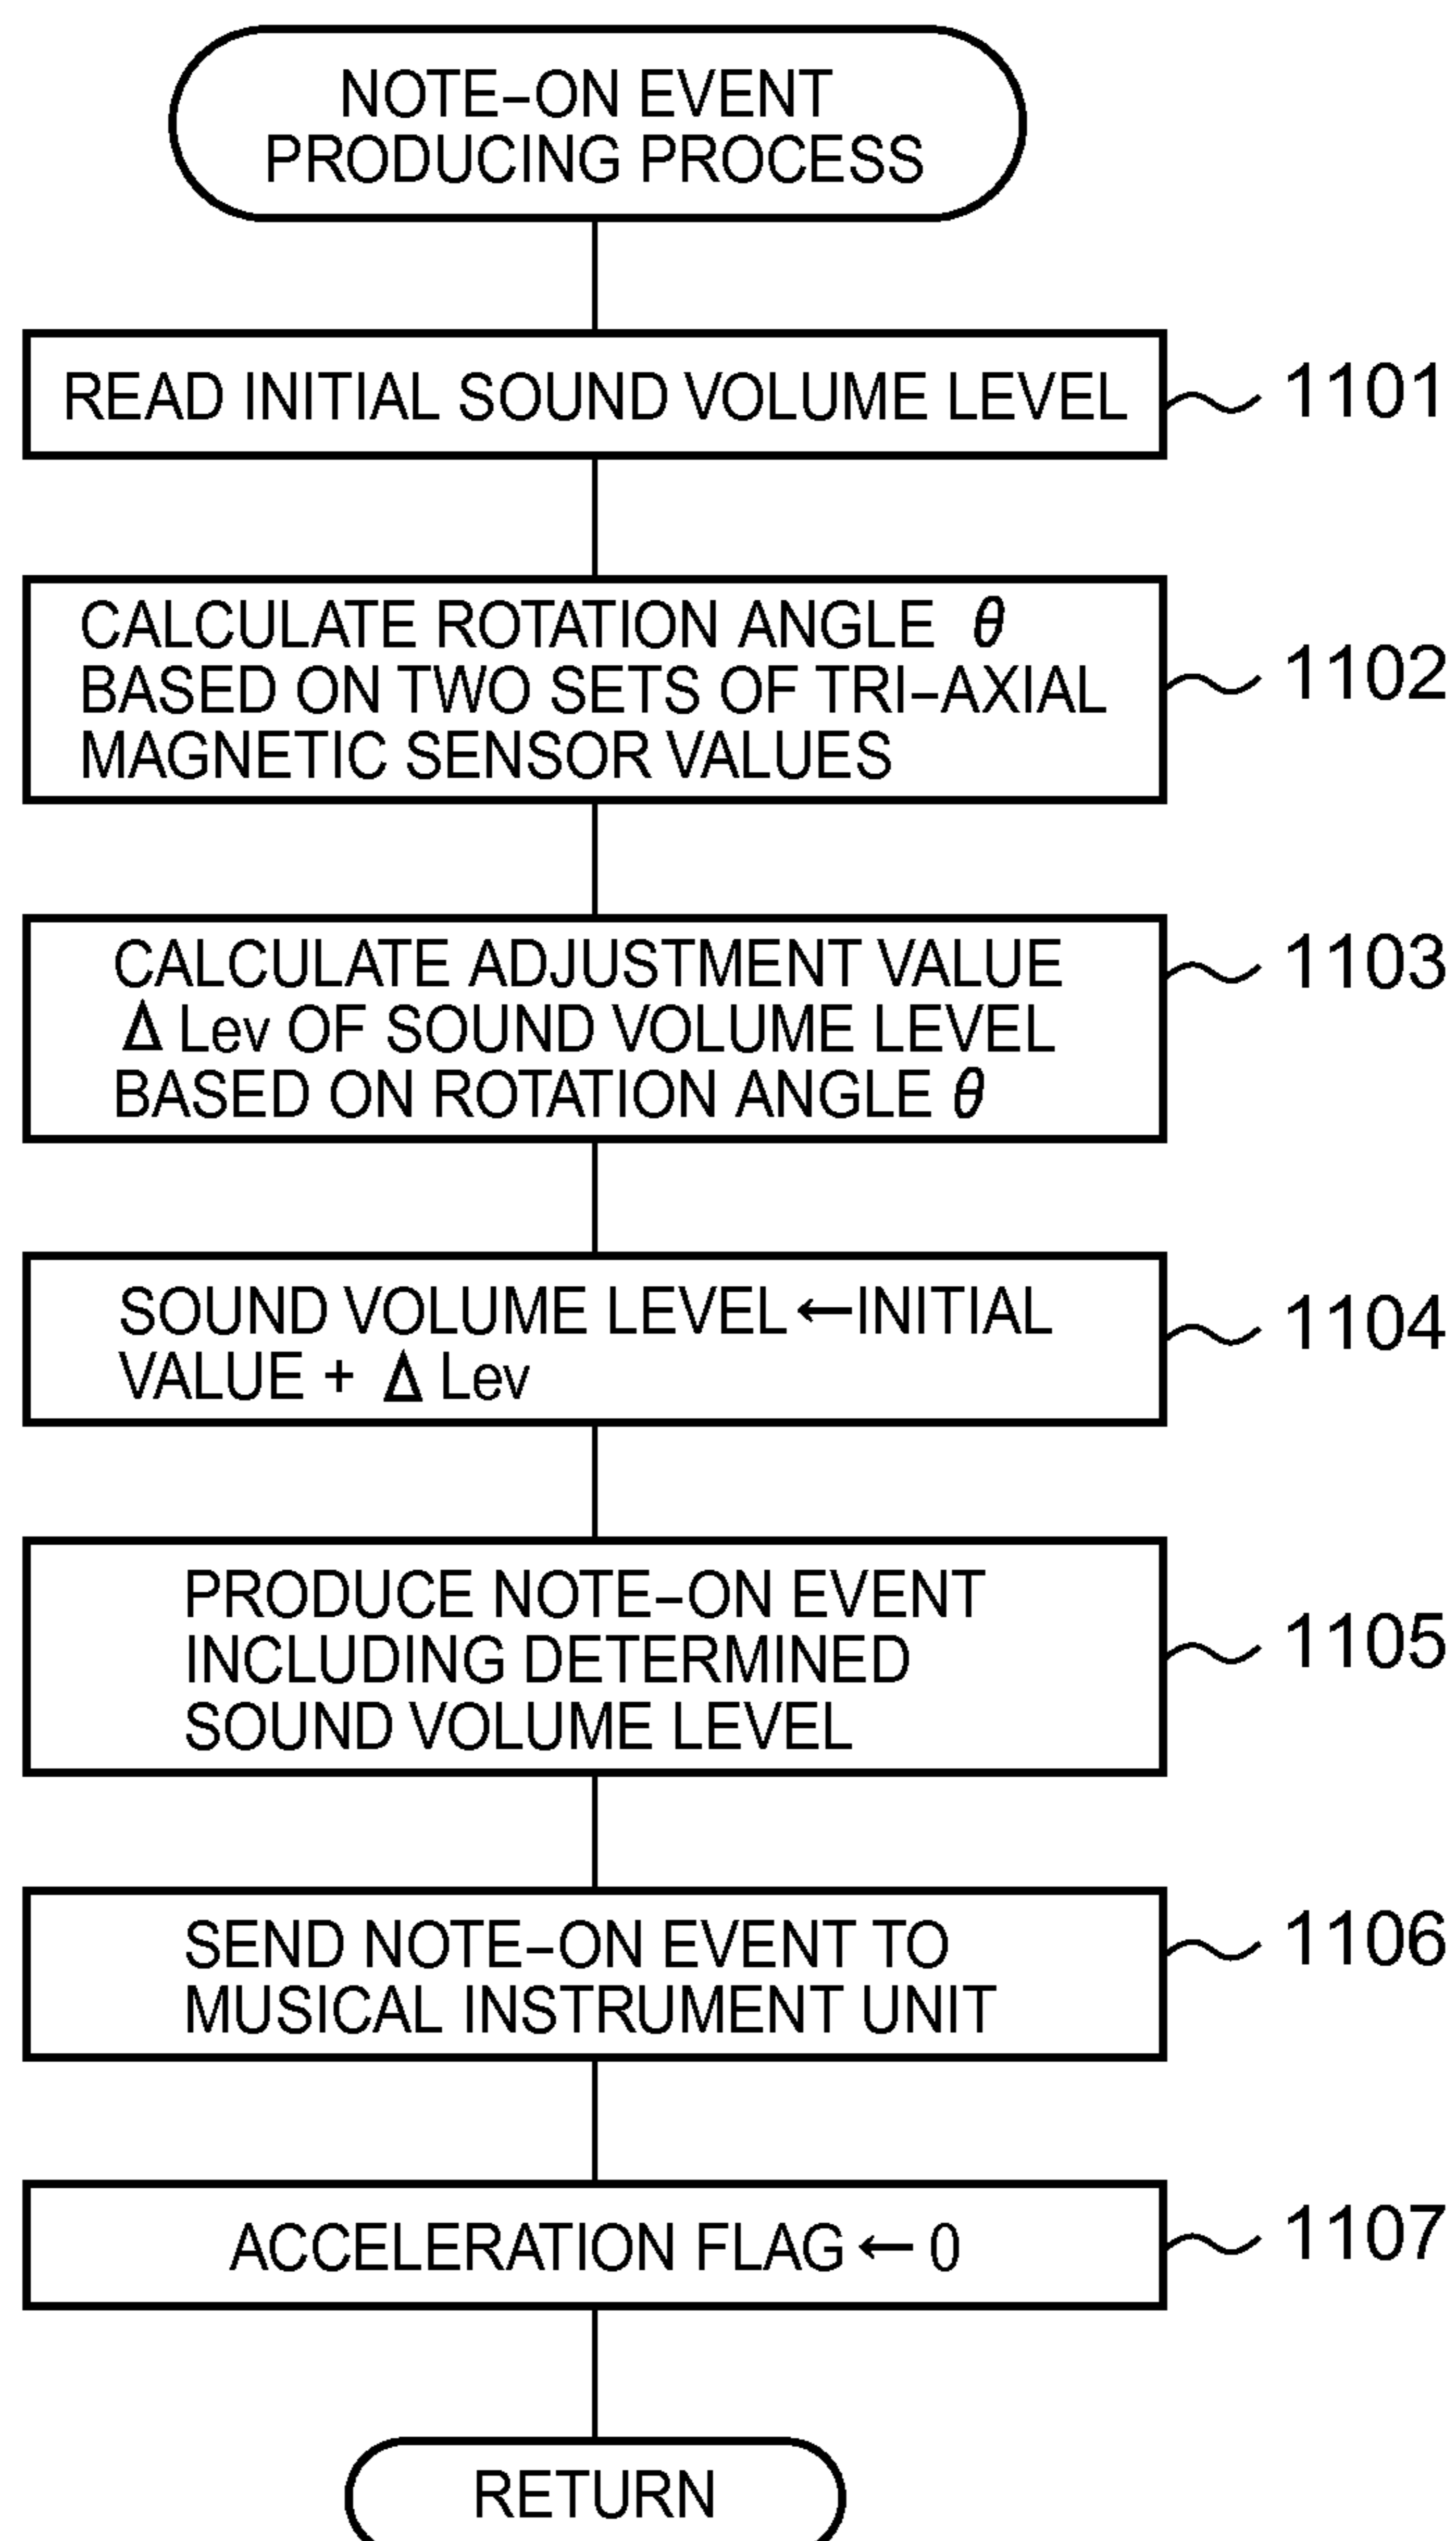 NOTE-ON EVENT
PRODUCING PROCESS
READ INITIAL SOUND VOLUME LEVEL
1101
CALCULATE ROTATION ANGLE θ
BASED ON TWO SETS OF TRI-AXIAL
MAGNETIC SENSOR VALUES
1102
CALCULATE ADJUSTMENT VALUE
Δ Lev OF SOUND VOLUME LEVEL
BASED ON ROTATION ANGLE θ
1103
SOUND VOLUME LEVEL←INITIAL
VALUE + Δ Lev
1104
PRODUCE NOTE-ON EVENT
INCLUDING DETERMINED
SOUND VOLUME LEVEL
1105
SEND NOTE-ON EVENT TO
MUSICAL INSTRUMENT UNIT
1106
ACCELERATION FLAG← 0
1107
RETURN